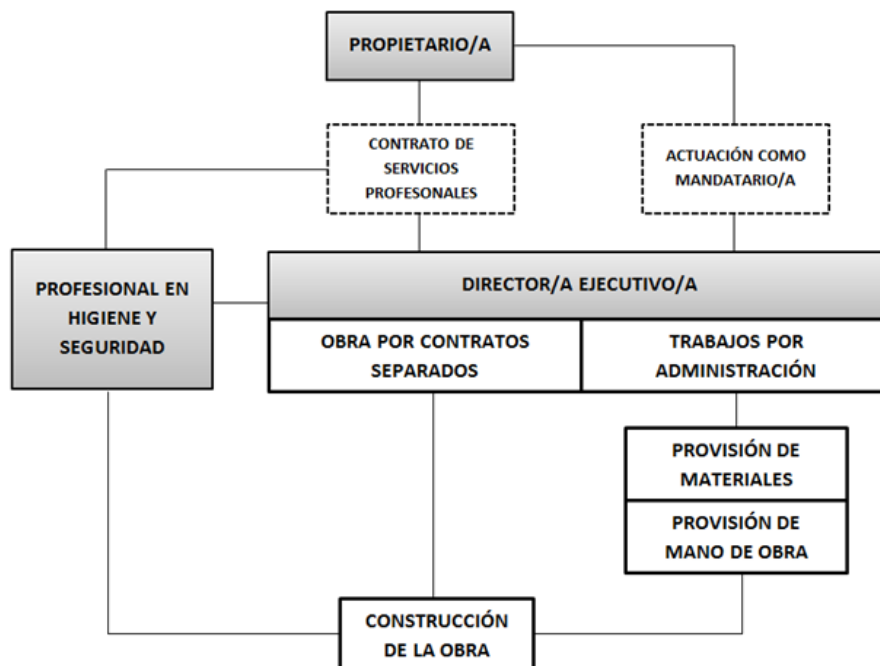 PROPIETARIO/A
CONTRATO DE
SERVICIOS
PROFESIONALES
ACTUACIÓN COMO
MANDATARIO/A
PROFESIONAL EN
HIGIENE Y
SEGURIDAD
DIRECTOR/A EJECUTIVO/A
OBRA POR CONTRATOS
SEPARADOS
TRABAJOS POR
ADMINISTRACIÓN
PROVISIÓN DE
MATERIALES
PROVISIÓN DE
MANO DE OBRA
CONSTRUCCIÓN
DE LA OBRA